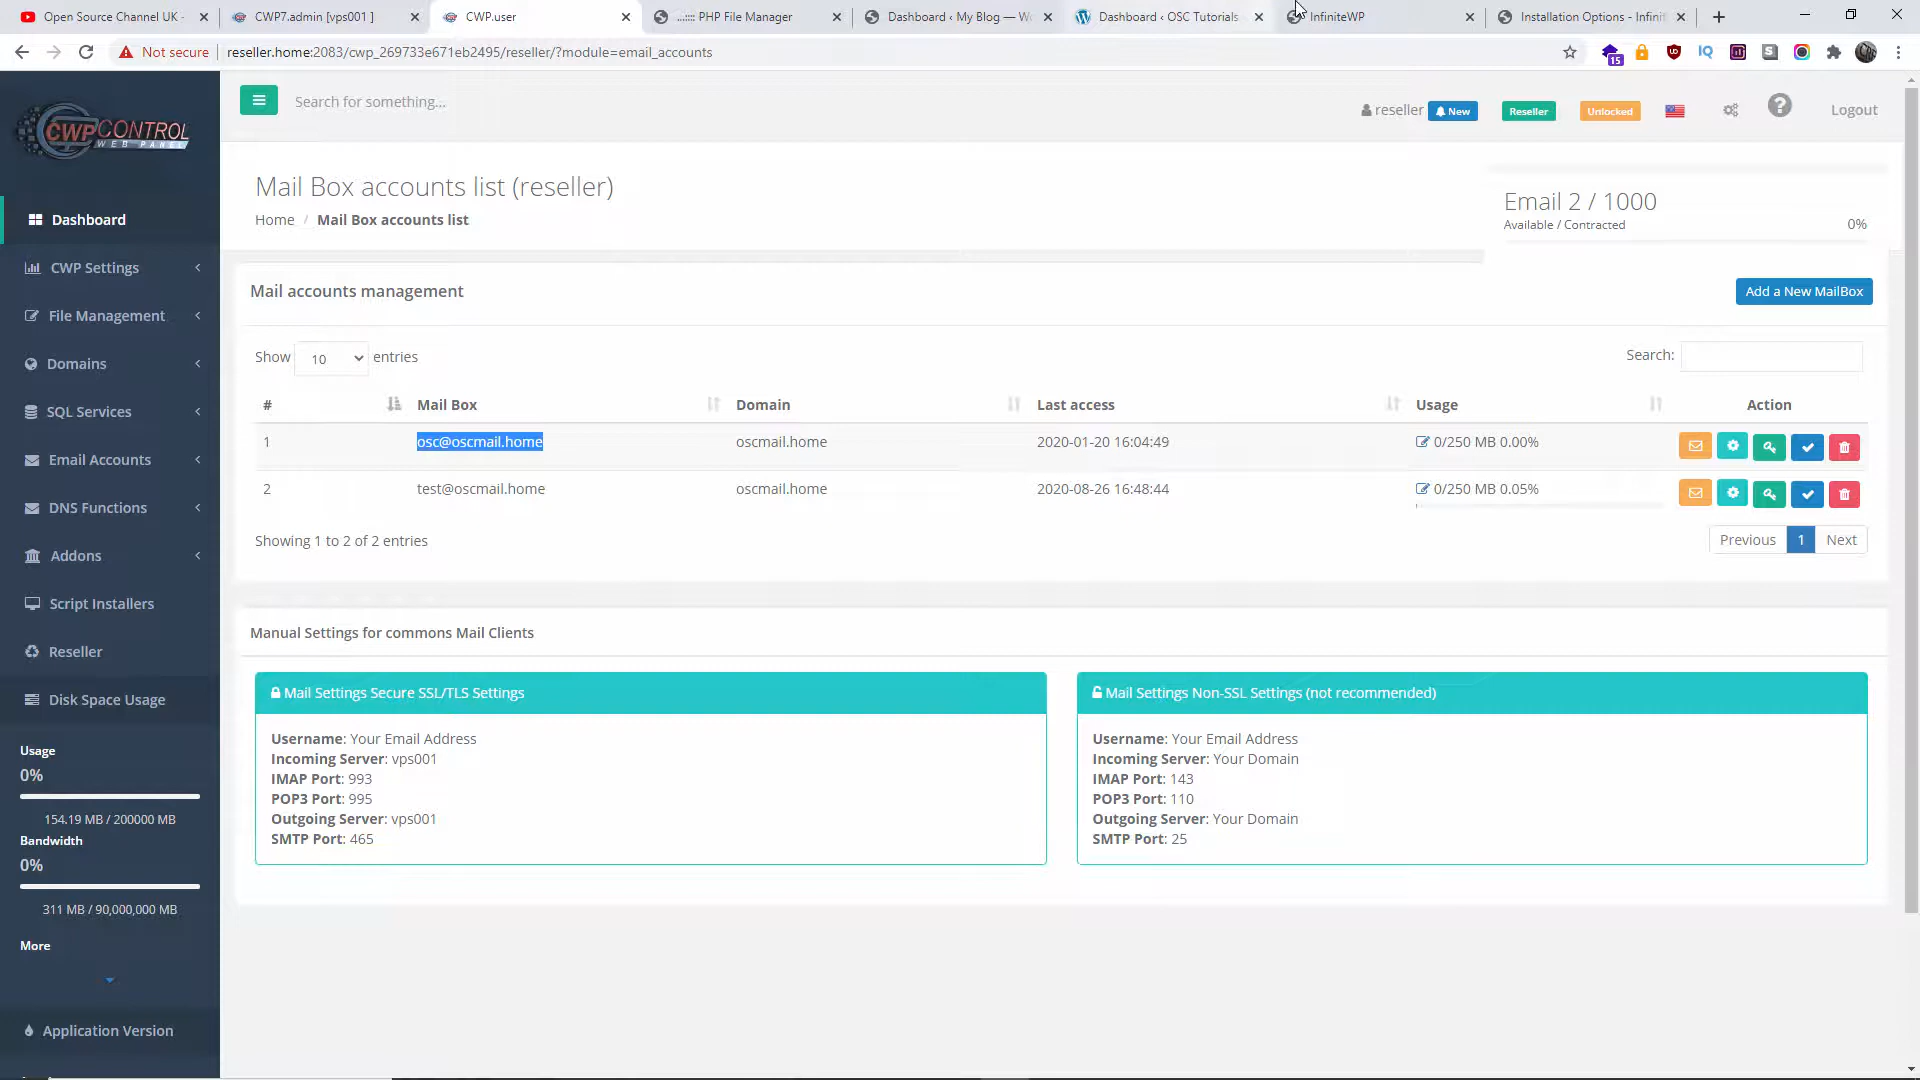 Open Source Channel UK -
CWP7.admin [vps001 ]
CWP.user
..:::: PHP File Manager
Dashboard ‹ My Blog — Wo
Dashboard ‹ OSC Tutorials
InfiniteWP
Installation Options - Infinit
Not secure
reseller.home:2083/cwp_269733e671eb2495/reseller/?module=email_accounts
15
IQ
CWPCONTROL
WEB PANEL
Search for something...
reseller
New
Reseller
Unlocked
Logout
Mail Box accounts list (reseller)
Home / Mail Box accounts list
Email 2 / 1000
Available / Contracted 0%
Dashboard
CWP Settings
File Management
Domains
SQL Services
Email Accounts
DNS Functions
Addons
Script Installers
Reseller
Disk Space Usage
Usage
0%
154.19 MB / 200000 MB
Bandwidth
0%
311 MB / 90,000,000 MB
More
Application Version
Mail accounts management
Add a New MailBox
Show 10 entries
Search:
# Mail Box Domain Last access Usage Action
1 osc@oscmail.home oscmail.home 2020-01-20 16:04:49 0/250 MB 0.00%
2 test@oscmail.home oscmail.home 2020-08-26 16:48:44 0/250 MB 0.05%
Showing 1 to 2 of 2 entries
Previous 1 Next
Manual Settings for commons Mail Clients
Mail Settings Secure SSL/TLS Settings
Username: Your Email Address
Incoming Server: vps001
IMAP Port: 993
POP3 Port: 995
Outgoing Server: vps001
SMTP Port: 465
Mail Settings Non-SSL Settings (not recommended)
Username: Your Email Address
Incoming Server: Your Domain
IMAP Port: 143
POP3 Port: 110
Outgoing Server: Your Domain
SMTP Port: 25